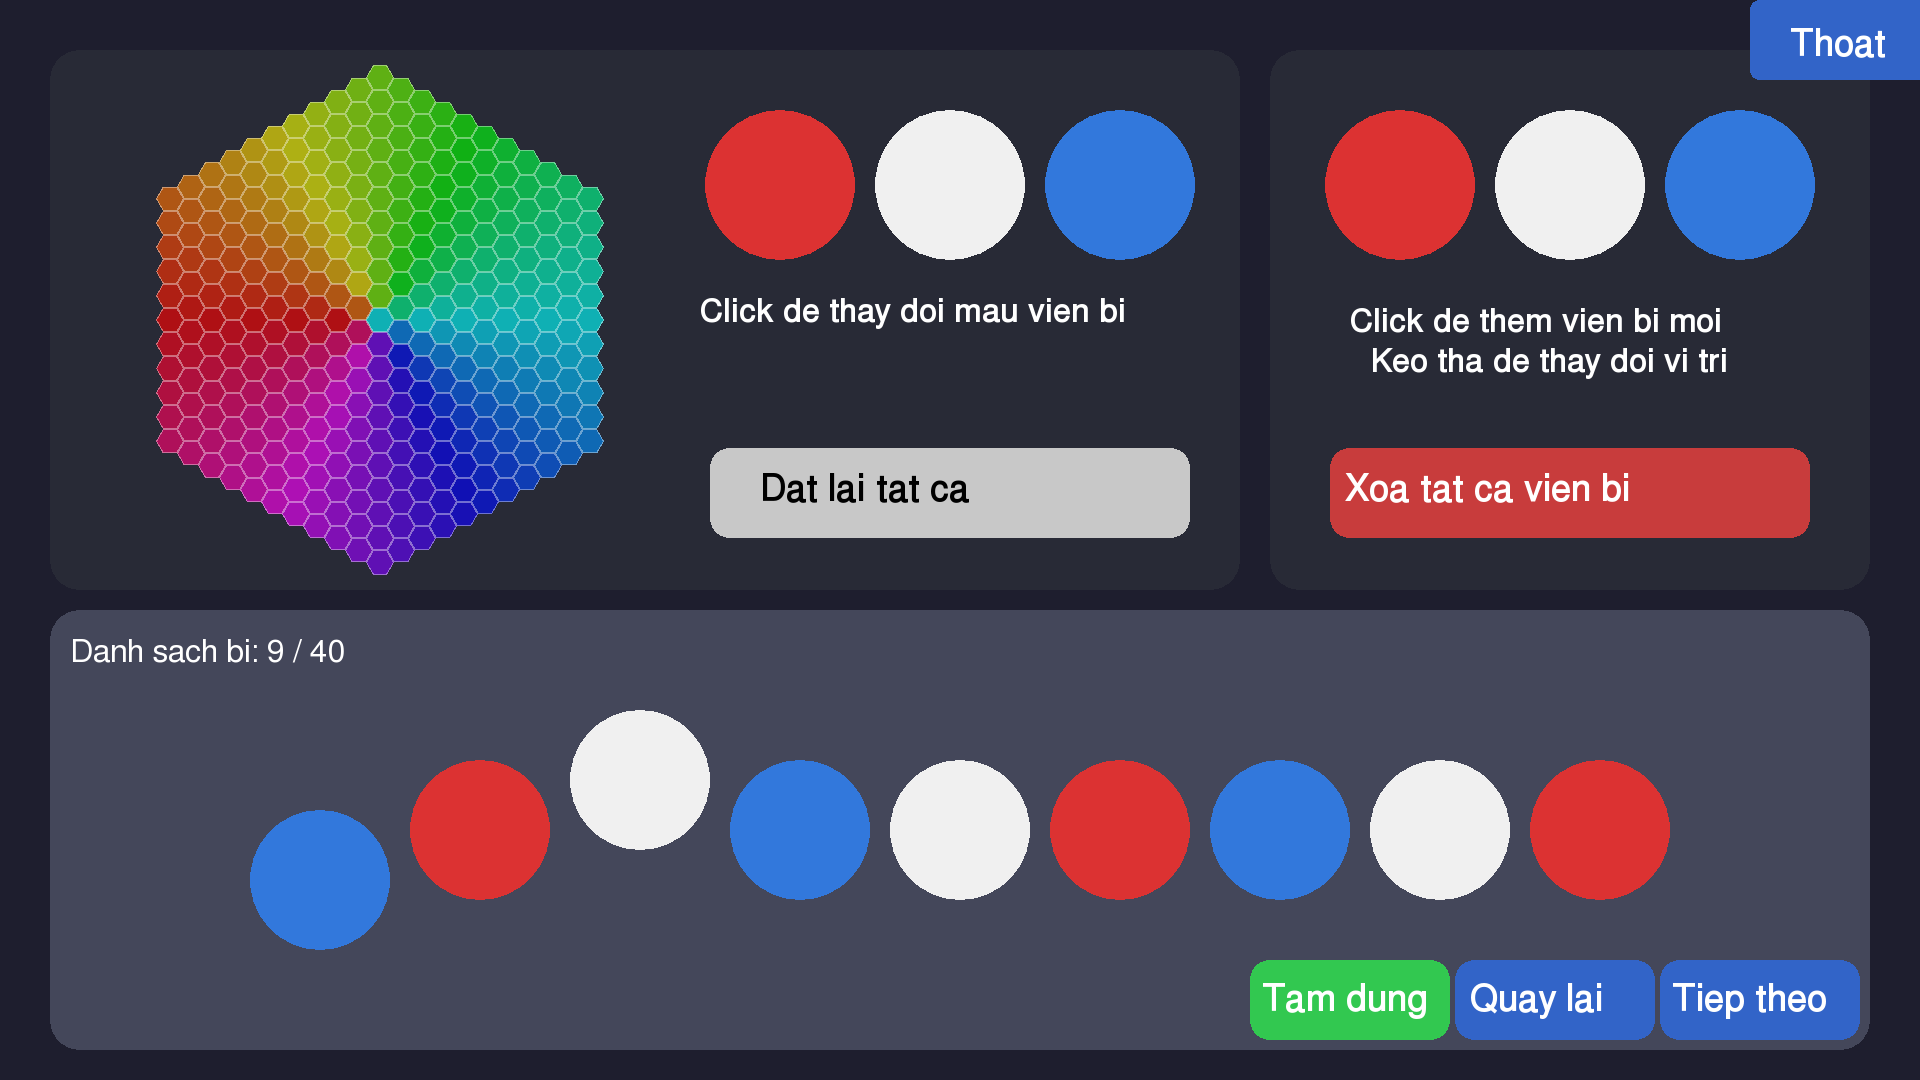 Thoat
Click de thay doi mau vien bi
Click de them vien bi moi
Keo tha de thay doi vi tri
Dat lai tat ca
Xoa tat ca vien bi
Danh sach bi: 9 / 40
Tam dung
Quay lai
Tiep theo